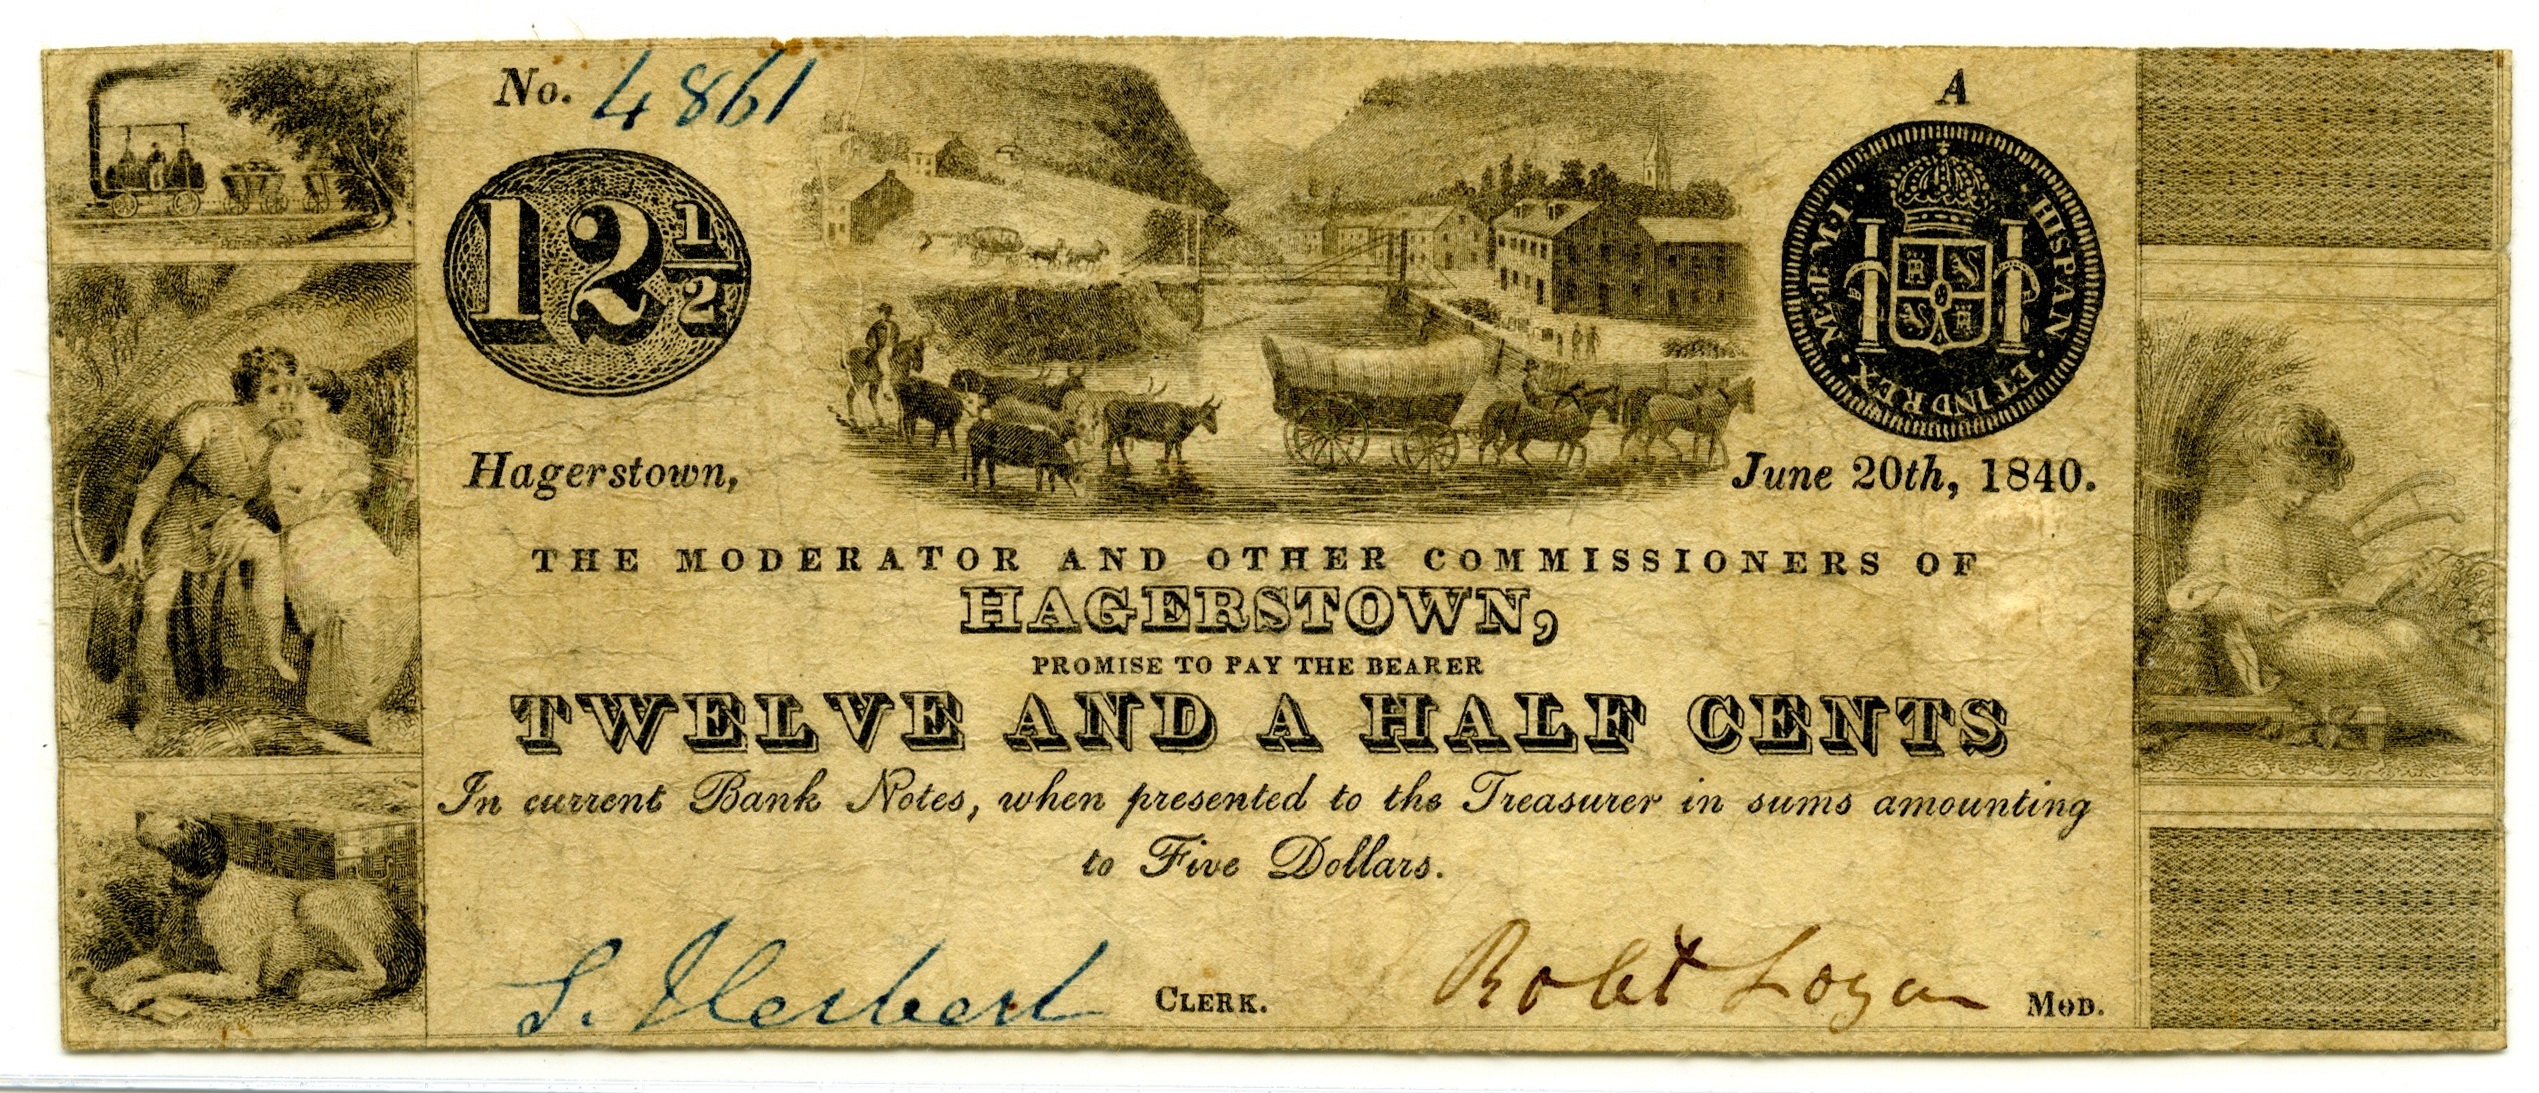 No. 4861
A
12 1/2
· HISPAN · ET IND REX · M · P · M · I ·
Hagerstown,
June 20th, 1840.
THE MODERATOR AND OTHER COMMISSIONERS OF
HAGERSTOWN,
PROMISE TO PAY THE BEARER
TWELVE AND A HALF CENTS
In current Bank Notes, when presented to the Treasurer in sums amounting
to Five Dollars.
S. Herbert CLERK.
Robt Logan MOD.